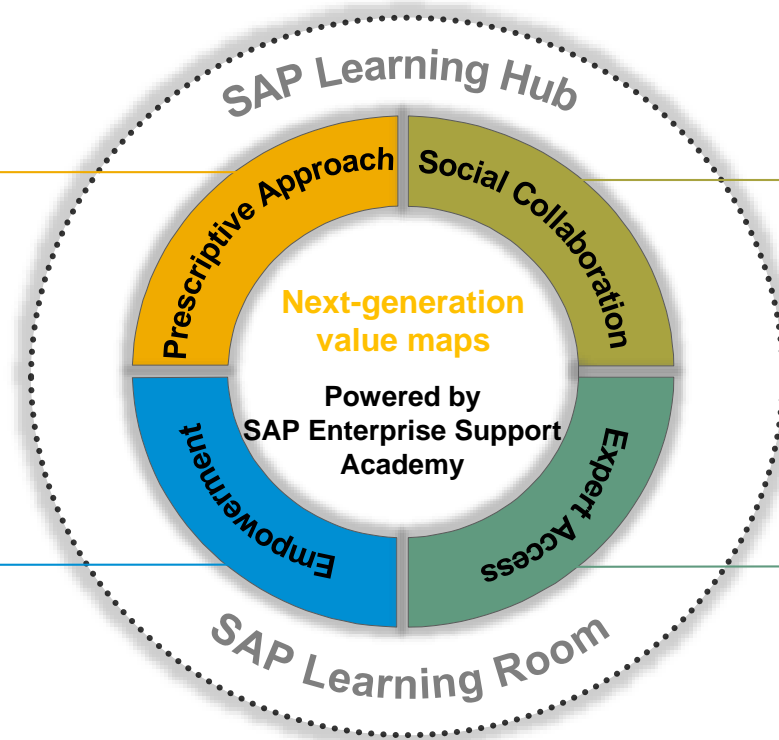 SAP Learning Hub
Prescriptive Approach
Social Collaboration
Next-generation
value maps
Powered by
SAP Enterprise Support
Academy
Empowerment
Expert Access
SAP Learning Room